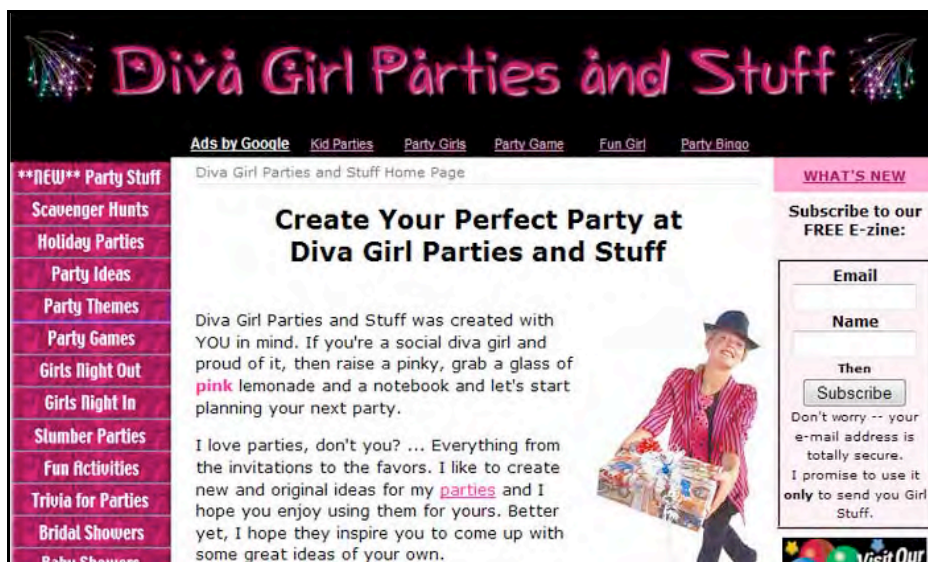 Diva Girl Parties and Stuff
Ads by Google Kid Parties Party Girls Party Game Fun Girl Party Bingo
**NEW** Party Stuff
Scavenger Hunts
Holiday Parties
Party Ideas
Party Themes
Party Games
Girls Night Out
Girls Night In
Slumber Parties
Fun Activities
Trivia for Parties
Bridal Showers
Baby Showers
Diva Girl Parties and Stuff Home Page
Create Your Perfect Party at
Diva Girl Parties and Stuff
Diva Girl Parties and Stuff was created with
YOU in mind. If you're a social diva girl and
proud of it, then raise a pinky, grab a glass of
pink lemonade and a notebook and let's start
planning your next party.
I love parties, don't you? ... Everything from
the invitations to the favors. I like to create
new and original ideas for my parties and I
hope you enjoy using them for yours. Better
yet, I hope they inspire you to come up with
some great ideas of your own.
WHAT'S NEW
Subscribe to our
FREE E-zine:
Email
Name
Then
Subscribe
Don't worry -- your
e-mail address is
totally secure.
I promise to use it
only to send you Girl
Stuff.
Visit Our